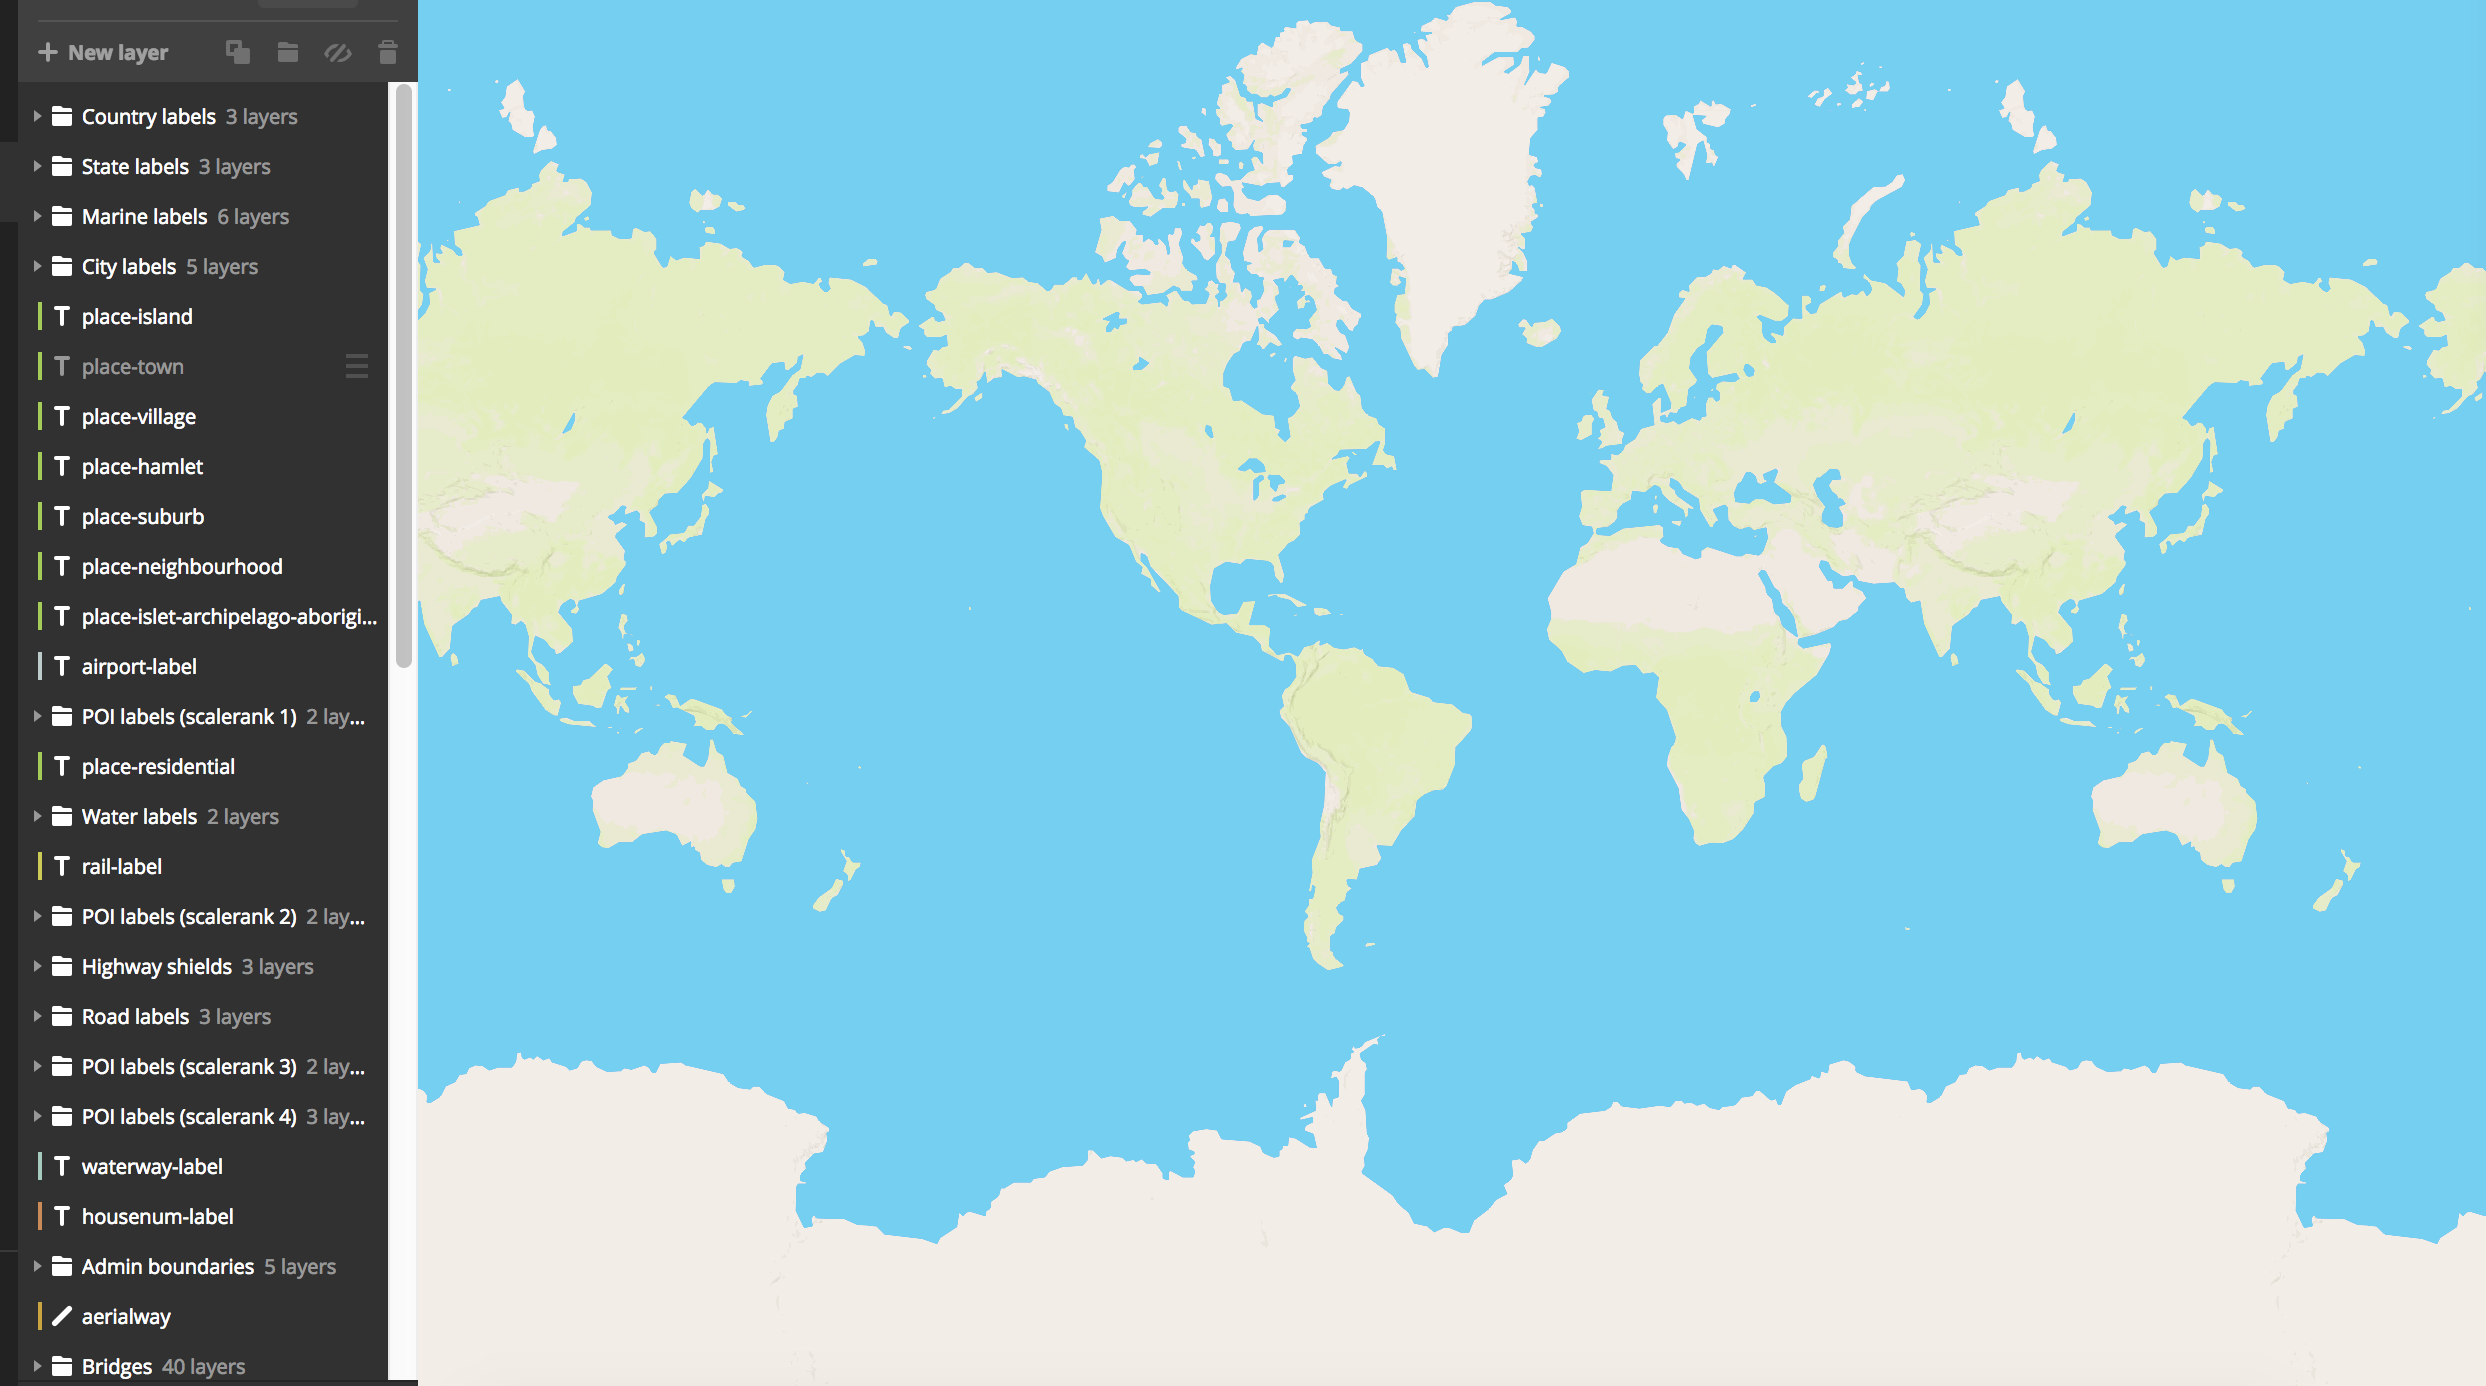 New layer
Country labels 3 layers
State labels 3 layers
Marine labels 6 layers
City labels 5 layers
place-island
place-town
place-village
place-hamlet
place-suburb
place-neighbourhood
place-islet-archipelago-aborigi...
airport-label
POI labels (scalerank 1) 2 lay...
place-residential
Water labels 2 layers
rail-label
POI labels (scalerank 2) 2 lay...
Highway shields 3 layers
Road labels 3 layers
POI labels (scalerank 3) 2 lay...
POI labels (scalerank 4) 3 lay...
waterway-label
housenum-label
Admin boundaries 5 layers
aerialway
Bridges 40 layers